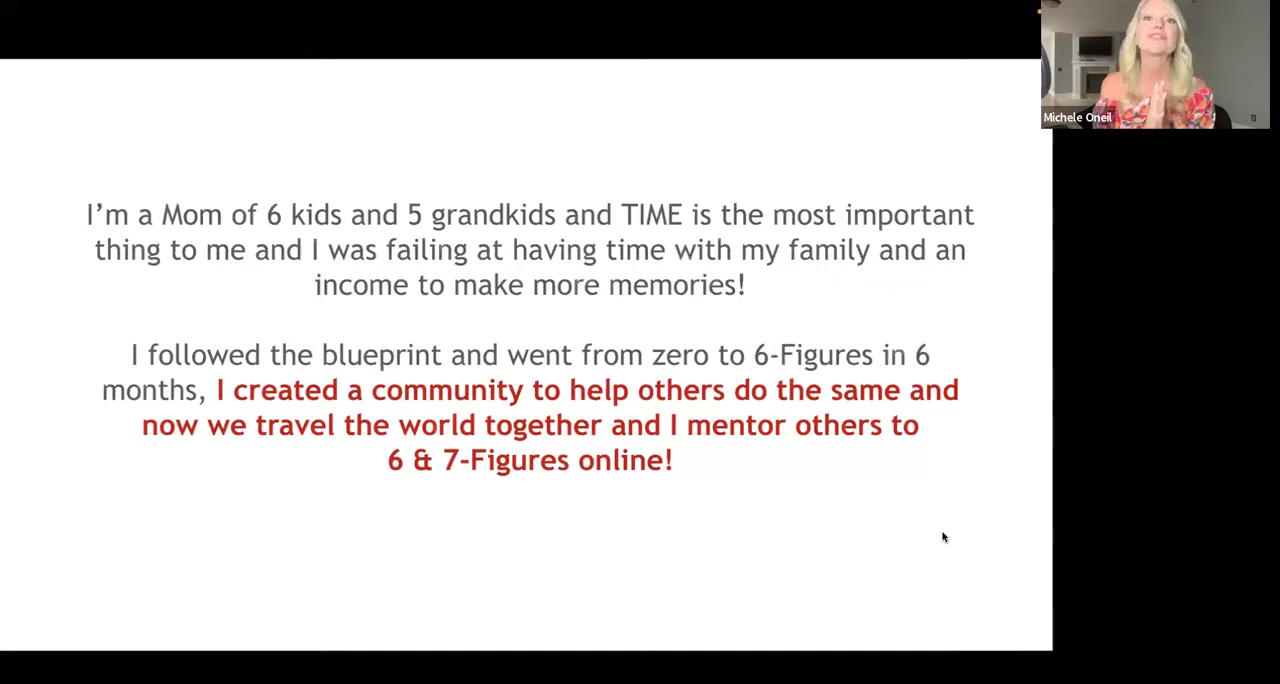 Michele Oneil
I’m a Mom of 6 kids and 5 grandkids and TIME is the most important
thing to me and I was failing at having time with my family and an
income to make more memories!
I followed the blueprint and went from zero to 6-Figures in 6
months, I created a community to help others do the same and
now we travel the world together and I mentor others to
6 & 7-Figures online!